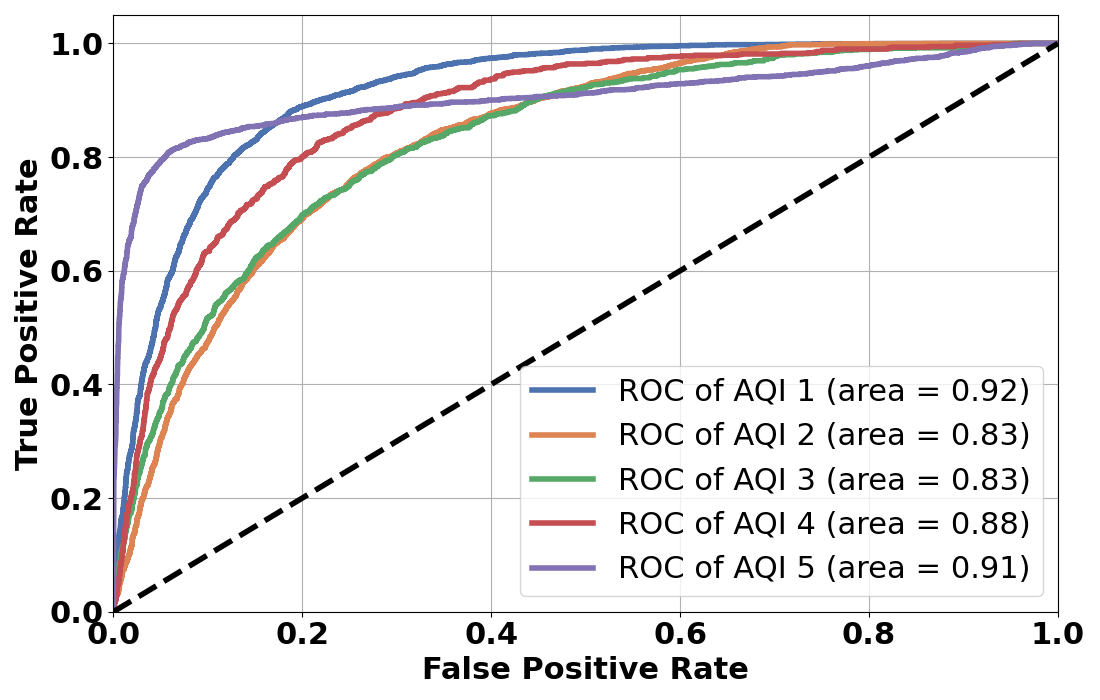 1.0
0.8
0.6
0.4
0.2
0.0
True Positive Rate
ROC of AQI 1 (area = 0.92)
ROC of AQI 2 (area = 0.83)
ROC of AQI 3 (area = 0.83)
ROC of AQI 4 (area = 0.88)
ROC of AQI 5 (area = 0.91)
0.0 0.2 0.4 0.6 0.8 1.0
False Positive Rate